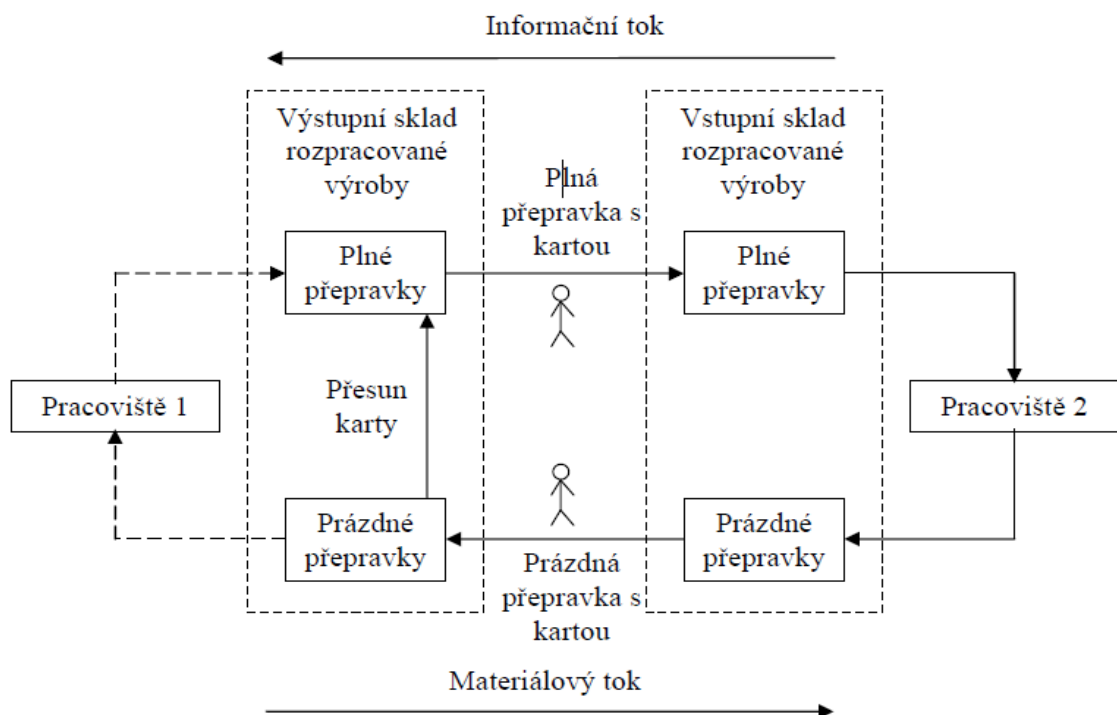 Informační tok
Výstupní sklad
rozpracované
výroby
Vstupní sklad
rozpracované
výroby
Plná
přepravka s
kartou
Plné
přepravky
Plné
přepravky
Pracoviště 1
Přesun
karty
Pracoviště 2
Prázdné
přepravky
Prázdná
přepravka s
kartou
Prázdné
přepravky
Materiálový tok